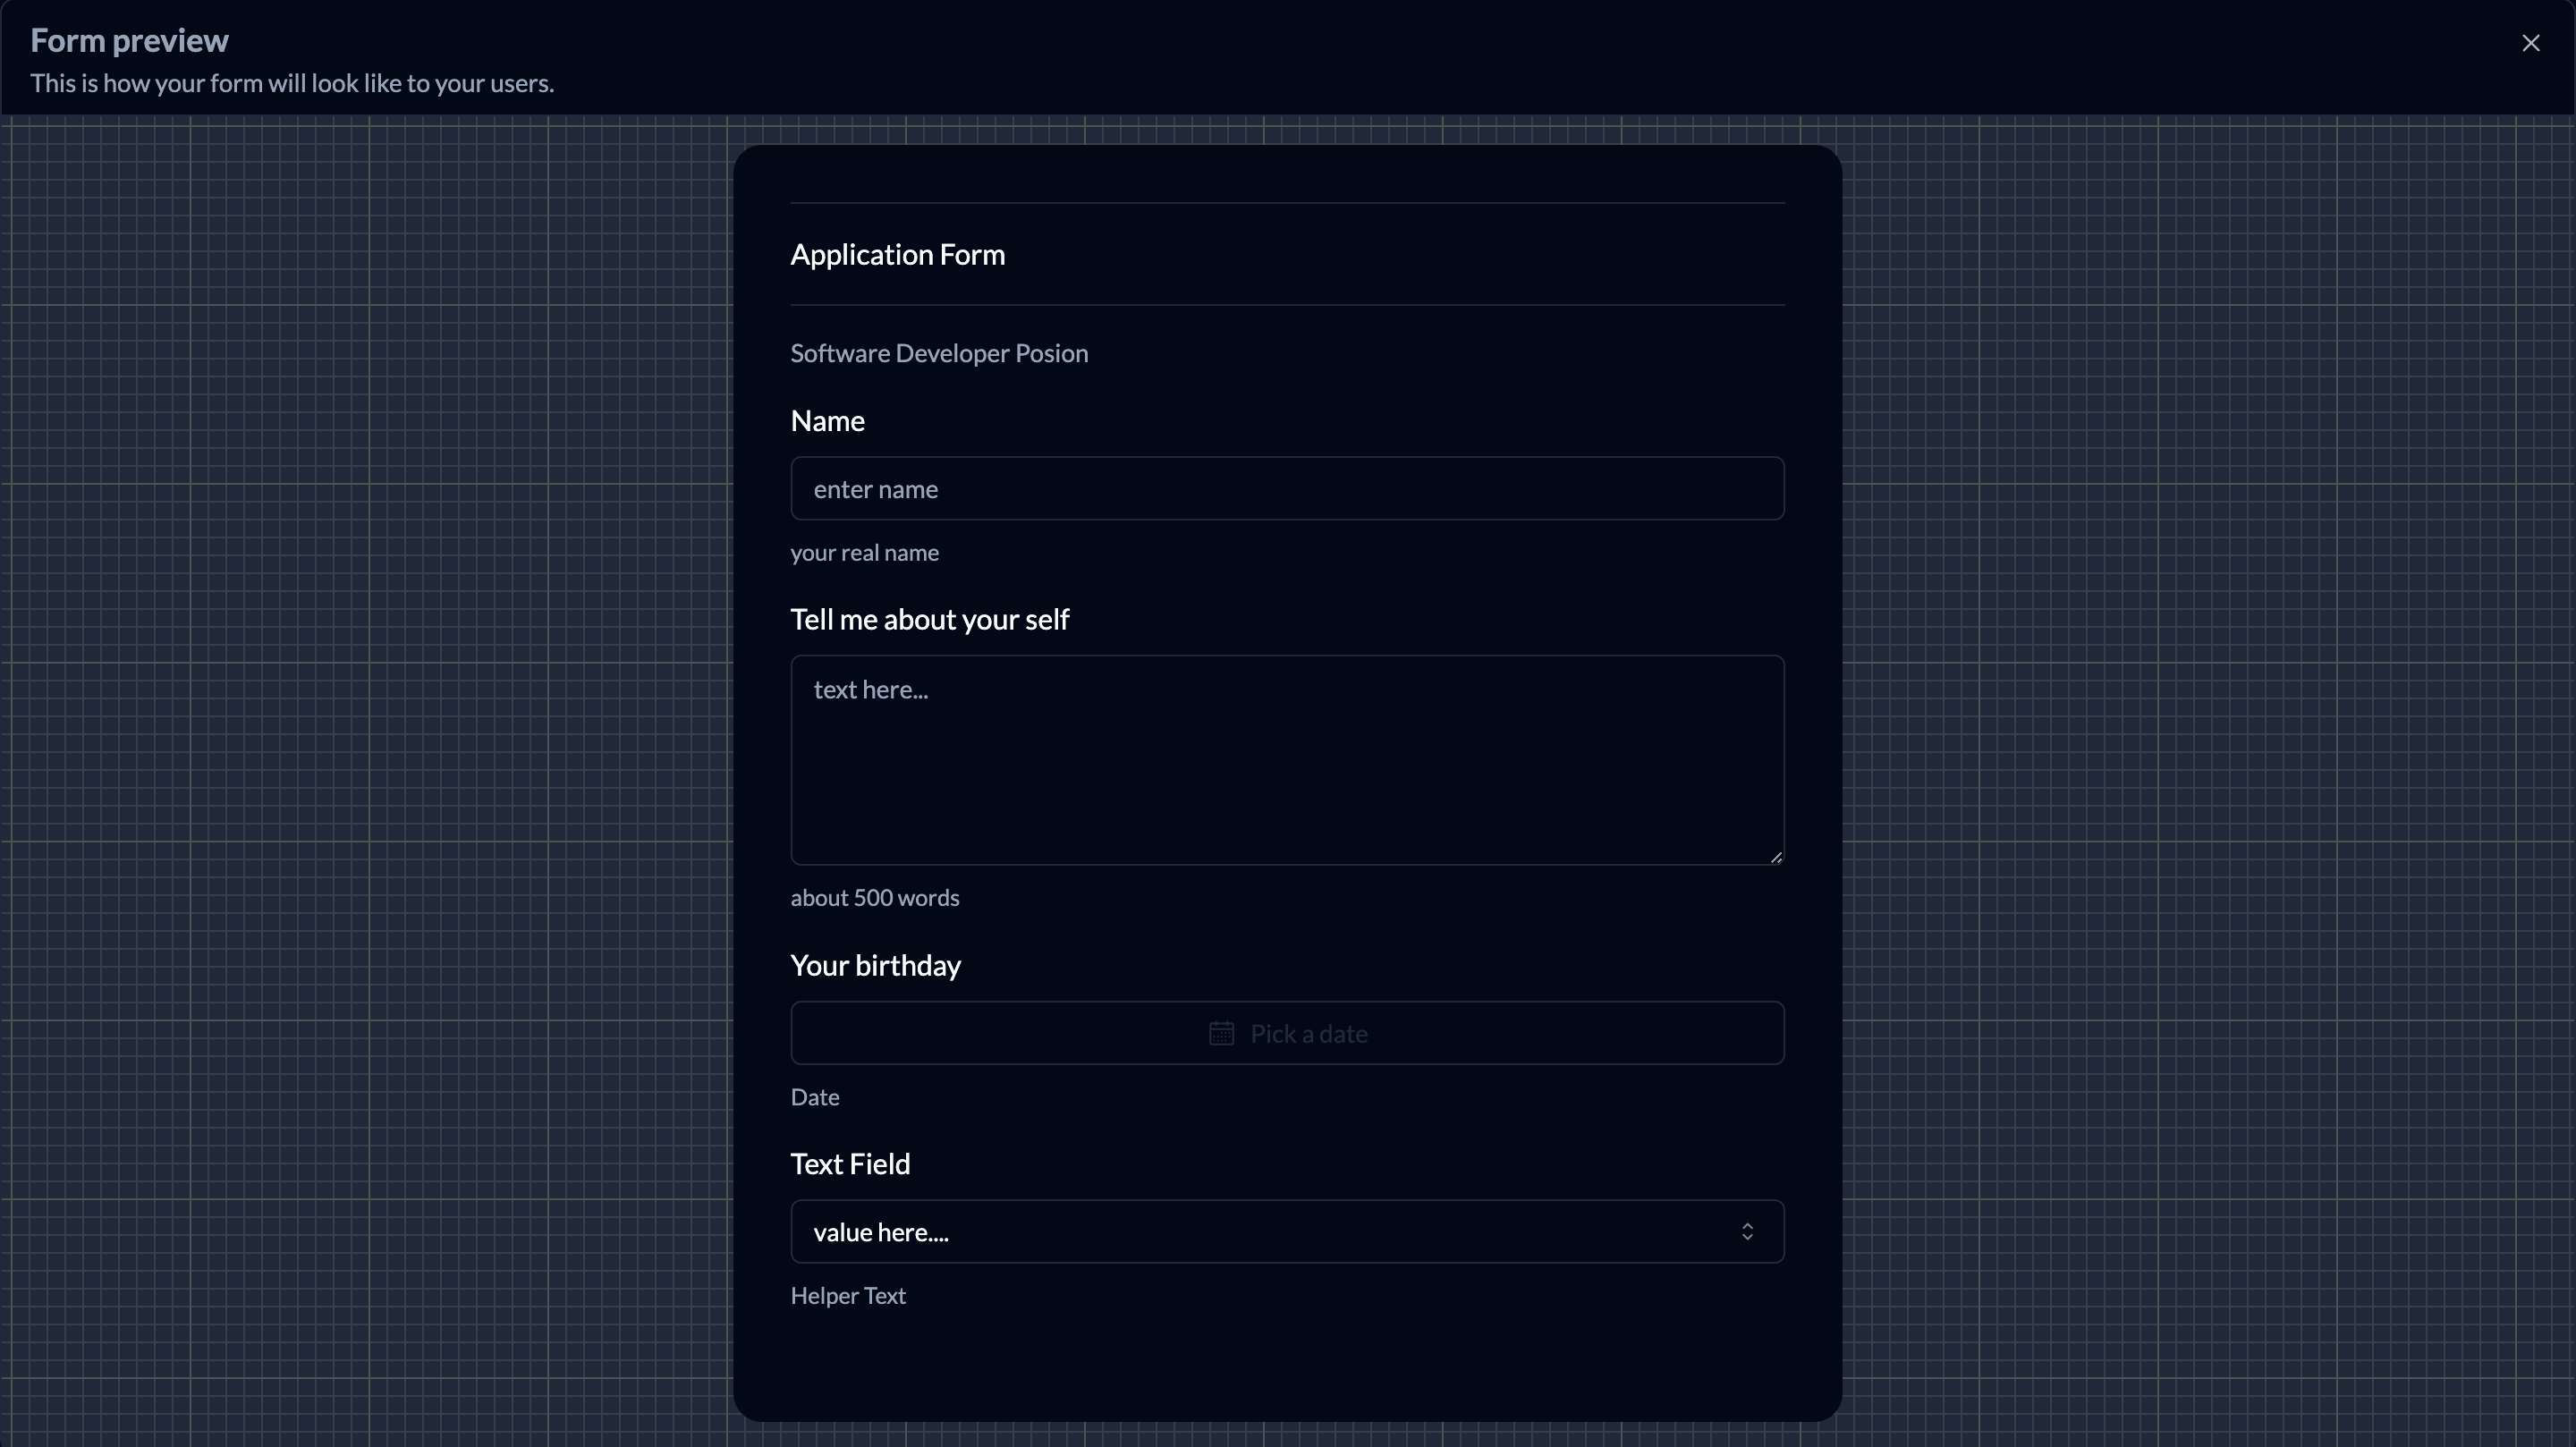 Form preview
This is how your form will look like to your users.
Application Form
Software Developer Posion
Name
enter name
your real name
Tell me about your self
text here...
about 500 words
Your birthday
Pick a date
Date
Text Field
value here....
Helper Text